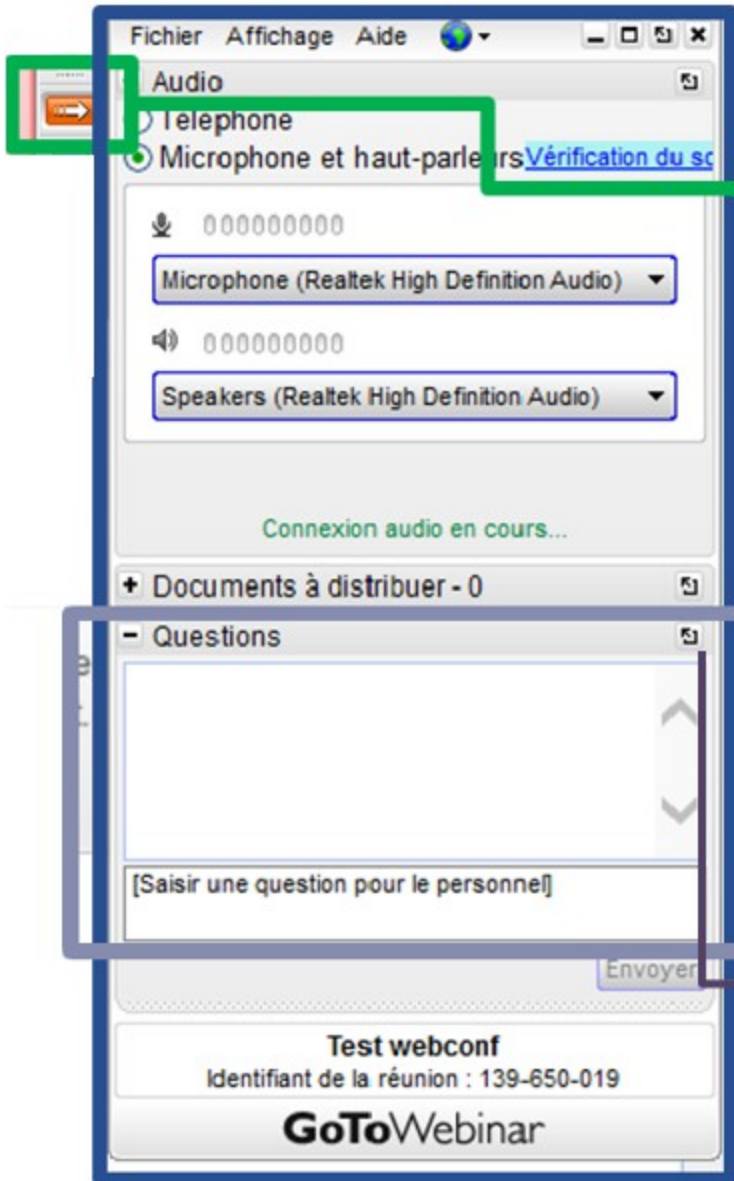 Fichier Affichage Aide
Audio
Téléphone
Microphone et haut-parleurs Vérification du so
000000000
Microphone (Realtek High Definition Audio)
000000000
Speakers (Realtek High Definition Audio)
Connexion audio en cours...
+ Documents à distribuer - 0
- Questions
[Saisir une question pour le personnel]
Envoyer
Test webconf
Identifiant de la réunion : 139-650-019
GoToWebinar